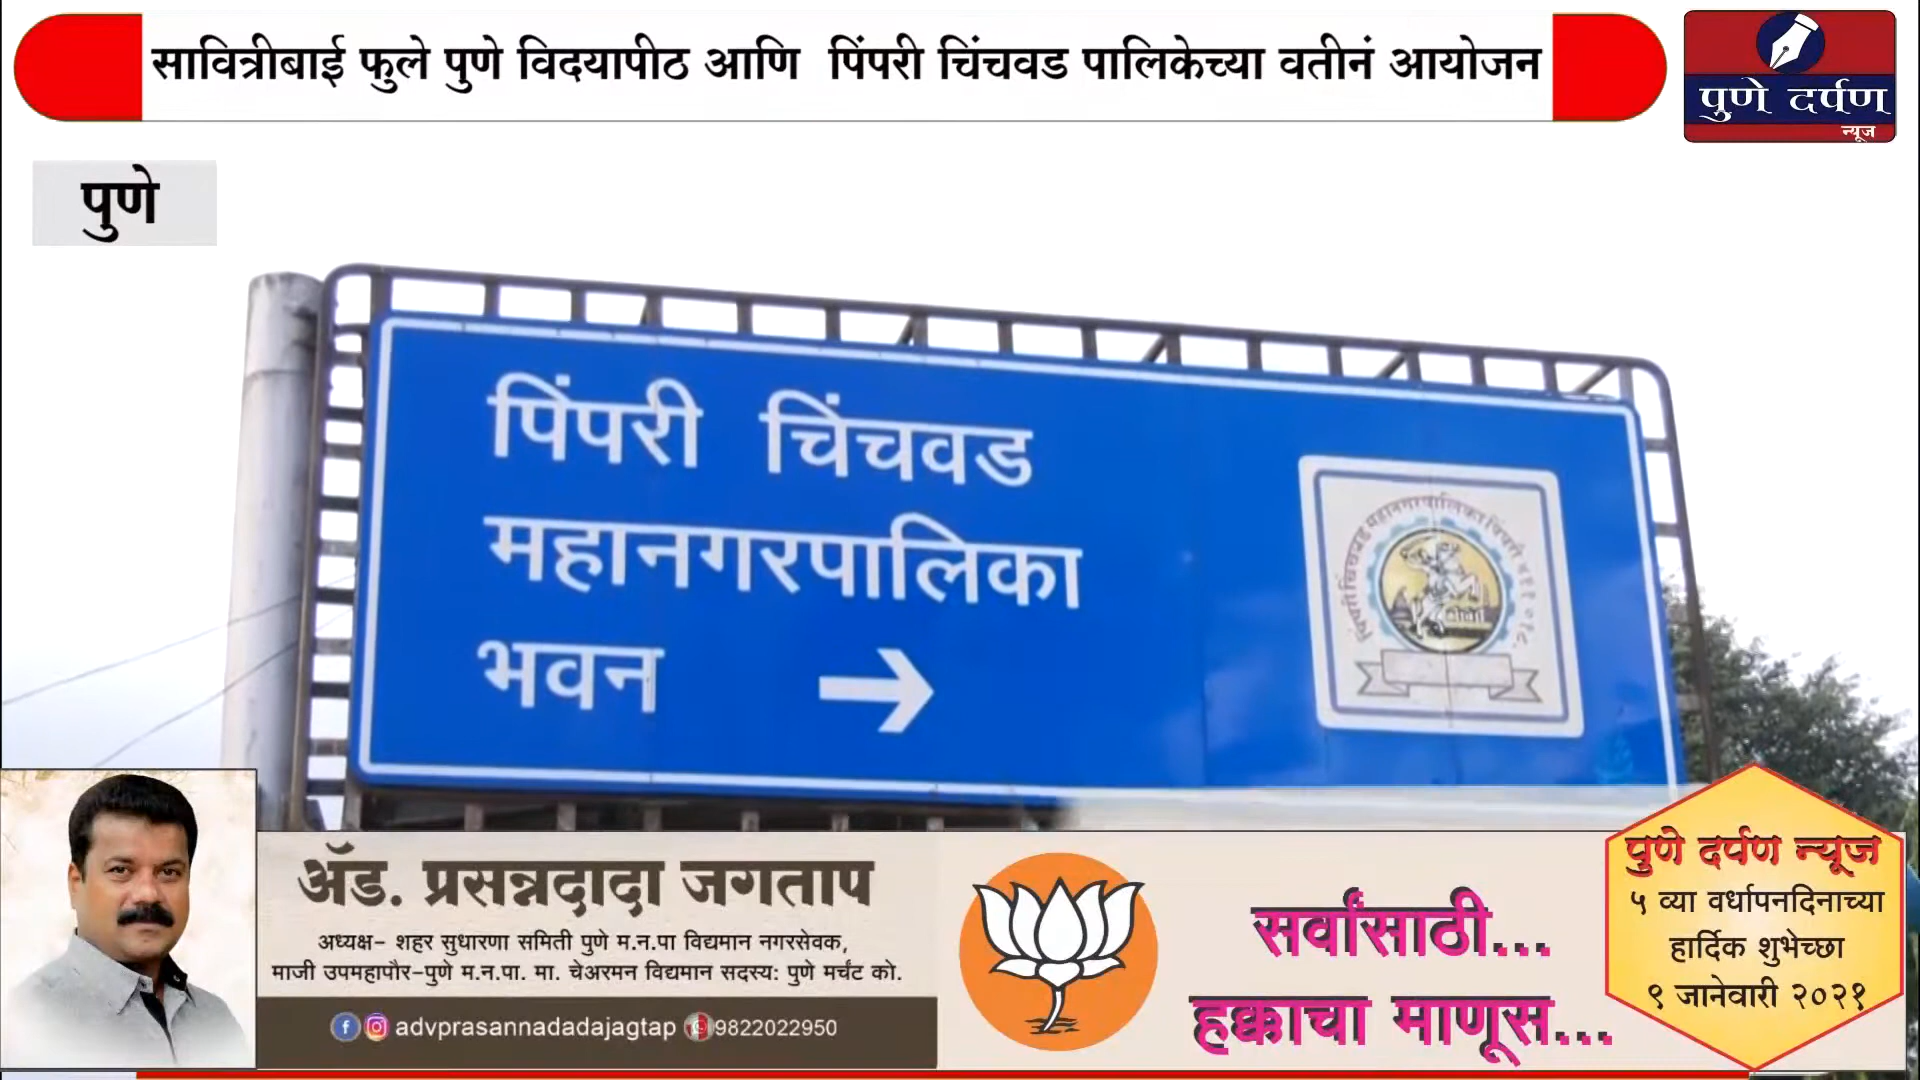 सावित्रीबाई फुले पुणे विदयापीठ आणि पिंपरी चिंचवड पालिकेच्या वतीनं आयोजन
पुणे दर्पण
न्यूज
पुणे
पिंपरी चिंचवड
महानगरपालिका
भवन
ॲड. प्रसन्नदादा जगताप
अध्यक्ष- शहर सुधारणा समिती पुणे म.न.पा विद्यमान नगरसेवक,
माजी उपमहापौर-पुणे म.न.पा. मा. चेअरमन विद्यमान सदस्य: पुणे मर्चंट को.
advprasannadadajagtap 9822022950
सर्वांसाठी...
हक्काचा माणूस...
पुणे दर्पण न्यूज
५ व्या वर्धापनदिनाच्या
हार्दिक शुभेच्छा
९ जानेवारी २०२१